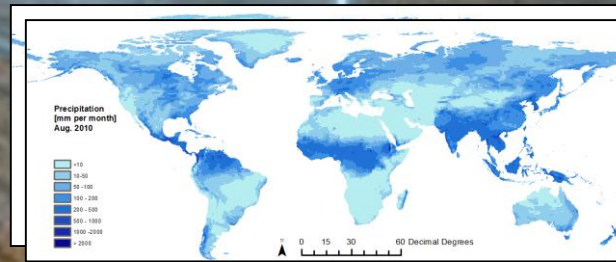 Precipitation
[mm per month]
Aug. 2010
<10
10-50
50 -100
100 - 200
200 - 500
500 - 1000
1000 -2000
> 2000
0 15 30 60 Decimal Degrees